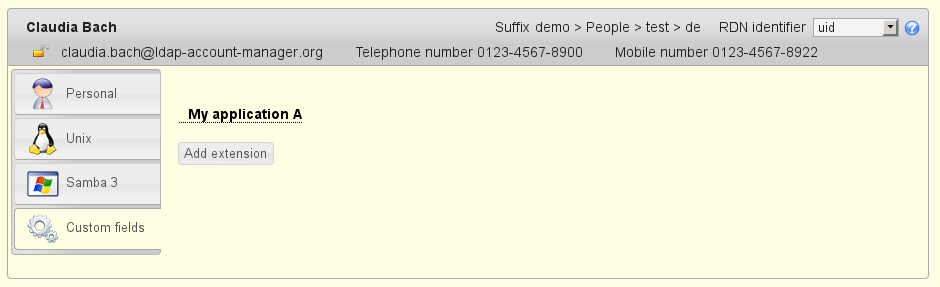 Claudia Bach Suffix demo > People > test > de RDN identifier uid
claudia.bach@ldap-account-manager.org Telephone number 0123-4567-8900 Mobile number 0123-4567-8922
Personal
Unix
Samba 3
Custom fields
My application A
Add extension